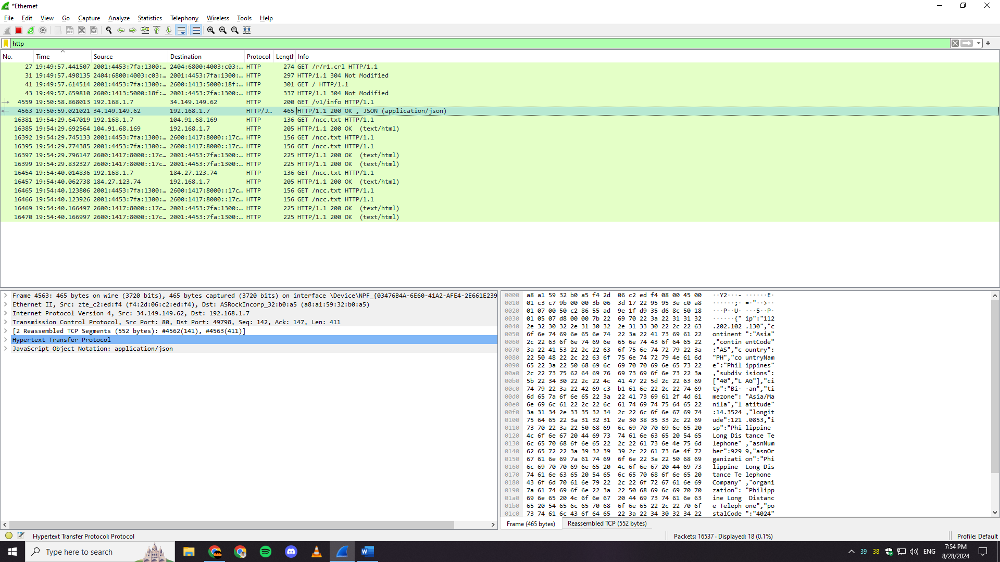 *Ethernet
File Edit View Go Capture Analyze Statistics Telephony Wireless Tools Help
http
No. Time Source Destination Protocol Length Info
27 19:49:57.441507 2001:4453:7fa:1300:… 2404:6800:4003:c03:… HTTP 274 GET /r/r1.crl HTTP/1.1
31 19:49:57.498135 2404:6800:4003:c03:… 2001:4453:7fa:1300:… HTTP 297 HTTP/1.1 304 Not Modified
41 19:49:57.614514 2001:4453:7fa:1300:… 2600:1413:5000:18f:… HTTP 301 GET / HTTP/1.1
43 19:49:57.659810 2600:1413:5000:18f:… 2001:4453:7fa:1300:… HTTP 337 HTTP/1.1 304 Not Modified
4559 19:50:58.868013 192.168.1.7 34.149.149.62 HTTP 200 GET /v1/info HTTP/1.1
4563 19:50:59.021021 34.149.149.62 192.168.1.7 HTTP/J… 465 HTTP/1.1 200 OK , JSON (application/json)
16381 19:54:29.647019 192.168.1.7 104.91.68.169 HTTP 136 GET /ncc.txt HTTP/1.1
16385 19:54:29.692564 104.91.68.169 192.168.1.7 HTTP 205 HTTP/1.1 200 OK (text/html)
16392 19:54:29.745133 2001:4453:7fa:1300:… 2600:1417:8000::17c… HTTP 156 GET /ncc.txt HTTP/1.1
16395 19:54:29.774385 2001:4453:7fa:1300:… 2600:1417:8000::17c… HTTP 156 GET /ncc.txt HTTP/1.1
16397 19:54:29.796147 2600:1417:8000::17c… 2001:4453:7fa:1300:… HTTP 225 HTTP/1.1 200 OK (text/html)
16399 19:54:29.832327 2600:1417:8000::17c… 2001:4453:7fa:1300:… HTTP 225 HTTP/1.1 200 OK (text/html)
16454 19:54:40.014836 192.168.1.7 184.27.123.74 HTTP 136 GET /ncc.txt HTTP/1.1
16457 19:54:40.062738 184.27.123.74 192.168.1.7 HTTP 205 HTTP/1.1 200 OK (text/html)
16465 19:54:40.123806 2001:4453:7fa:1300:… 2600:1417:8000::17c… HTTP 156 GET /ncc.txt HTTP/1.1
16466 19:54:40.123926 2001:4453:7fa:1300:… 2600:1417:8000::17c… HTTP 156 GET /ncc.txt HTTP/1.1
16469 19:54:40.166497 2600:1417:8000::17c… 2001:4453:7fa:1300:… HTTP 225 HTTP/1.1 200 OK (text/html)
16470 19:54:40.166997 2600:1417:8000::17c… 2001:4453:7fa:1300:… HTTP 225 HTTP/1.1 200 OK (text/html)
Frame 4563: 465 bytes on wire (3720 bits), 465 bytes captured (3720 bits) on interface \Device\NPF_{03476B4A-6E60-41A2-AFE4-2E661E239
Ethernet II, Src: zte_c2:ed:f4 (f4:2d:06:c2:ed:f4), Dst: ASRockIncorp_32:b0:a5 (a8:a1:59:32:b0:a5)
Internet Protocol Version 4, Src: 34.149.149.62, Dst: 192.168.1.7
Transmission Control Protocol, Src Port: 80, Dst Port: 49798, Seq: 142, Ack: 147, Len: 411
[2 Reassembled TCP Segments (552 bytes): #4562(141), #4563(411)]
Hypertext Transfer Protocol
JavaScript Object Notation: application/json
0000 a8 a1 59 32 b0 a5 f4 2d 06 c2 ed f4 08 00 45 00 ··Y2···- ······E·
0010 01 c3 c7 9b 00 00 3b 06 3d 17 22 95 95 3e c0 a8 ······;· =·"··>··
0020 01 07 00 50 c2 86 55 ad 9e 1f d9 35 d6 8c 50 18 ···P··U· ···5··P·
0030 01 05 07 d8 00 00 7b 22 69 70 22 3a 22 31 31 32 ······{" ip":"112
0040 2e 32 30 32 2e 31 30 32 2e 31 33 30 22 2c 22 63 .202.102 .130","c
0050 6f 6e 74 69 6e 65 6e 74 22 3a 22 41 73 69 61 22 ontinent ":"Asia"
0060 2c 22 63 6f 6e 74 69 6e 65 6e 74 43 6f 64 65 22 ,"contin entCode"
0070 3a 22 41 53 22 2c 22 63 6f 75 6e 74 72 79 22 3a :"AS","c ountry":
0080 22 50 48 22 2c 22 63 6f 75 6e 74 72 79 4e 61 6d "PH","co untryNam
0090 65 22 3a 22 50 68 69 6c 69 70 70 69 6e 65 73 22 e":"Phil ippines"
00a0 2c 22 73 75 62 64 69 76 69 73 69 6f 6e 73 22 3a ,"subdiv isions":
00b0 5b 22 34 30 22 2c 22 4c 41 47 22 5d 2c 22 63 69 ["40","L AG"],"ci
00c0 74 79 22 3a 22 42 69 c3 b1 61 6e 22 2c 22 74 69 ty":"Bi· ·an","ti
00d0 6d 65 7a 6f 6e 65 22 3a 22 41 73 69 61 2f 4d 61 mezone": "Asia/Ma
00e0 6e 69 6c 61 22 2c 22 6c 61 74 69 74 75 64 65 22 nila","l atitude"
00f0 3a 31 34 2e 33 35 32 34 2c 22 6c 6f 6e 67 69 74 :14.3524 ,"longit
0100 75 64 65 22 3a 31 32 31 2e 30 38 35 33 2c 22 69 ude":121 .0853,"i
0110 73 70 22 3a 22 50 68 69 6c 69 70 70 69 6e 65 20 sp":"Phi lippine
0120 4c 6f 6e 67 20 44 69 73 74 61 6e 63 65 20 54 65 Long Dis tance Te
0130 6c 65 70 68 6f 6e 65 22 2c 22 61 73 6e 4e 75 6d lephone" ,"asnNum
0140 62 65 72 22 3a 39 32 39 39 2c 22 61 73 6e 4f 72 ber":929 9,"asnOr
0150 67 61 6e 69 7a 61 74 69 6f 6e 22 3a 22 50 68 69 ganizati on":"Phi
0160 6c 69 70 70 69 6e 65 20 4c 6f 6e 67 20 44 69 73 lippine Long Dis
0170 74 61 6e 63 65 20 54 65 6c 65 70 68 6f 6e 65 20 tance Te lephone
0180 43 6f 6d 70 61 6e 79 22 2c 22 6f 72 67 61 6e 69 Company" ,"organi
0190 7a 61 74 69 6f 6e 22 3a 22 50 68 69 6c 69 70 70 zation": "Philipp
01a0 69 6e 65 20 4c 6f 6e 67 20 44 69 73 74 61 6e 63 ine Long Distanc
01b0 65 20 54 65 6c 65 70 68 6f 6e 65 22 2c 22 70 6f e Teleph one","po
01c0 73 74 61 6c 43 6f 64 65 22 3a 22 34 30 32 34 22 stalCode ":"4024"
Frame (465 bytes) Reassembled TCP (552 bytes)
Hypertext Transfer Protocol: Protocol Packets: 16537 · Displayed: 18 (0.1%) Profile: Default
Type here to search 39 38 ENG 7:54 PM
8/28/2024